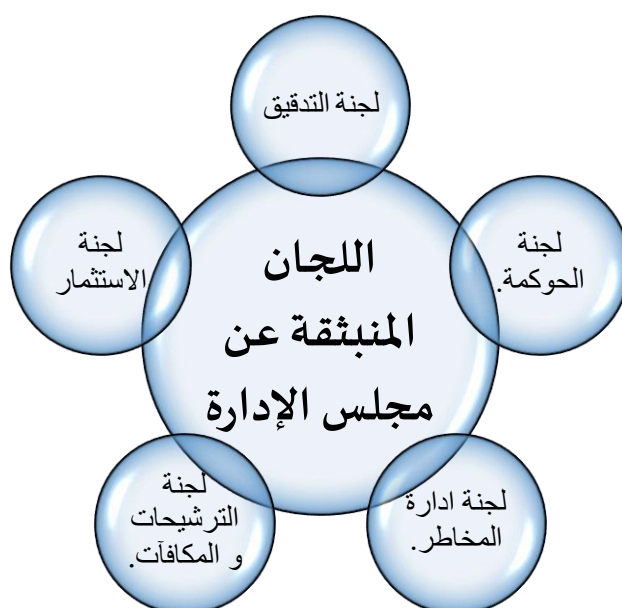 لجنة التدقيق
لجنة
الحوكمة.
لجنة ادارة
المخاطر.
لجنة
الترشيحات
و المكافآت.
لجنة
الاستثمار
اللجان
المنبثقة عن
مجلس الإدارة